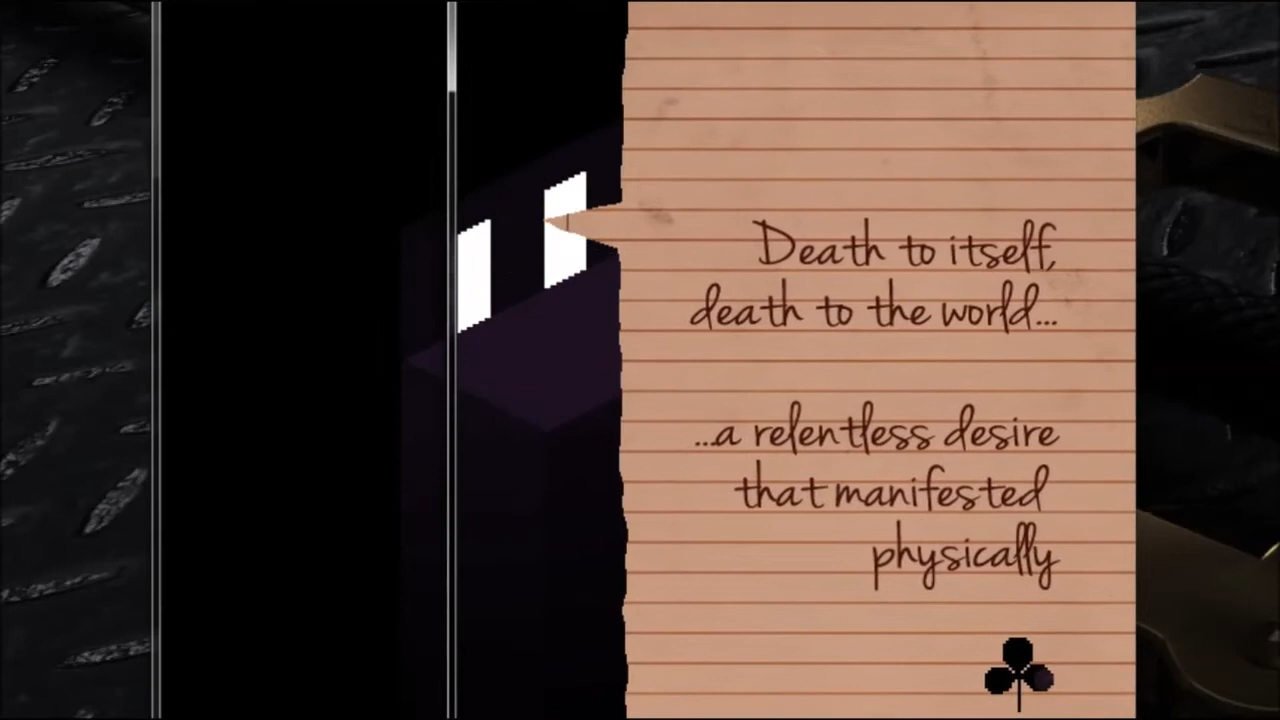 Death to itself,
death to the world...
...a relentless desire
that manifested
physically